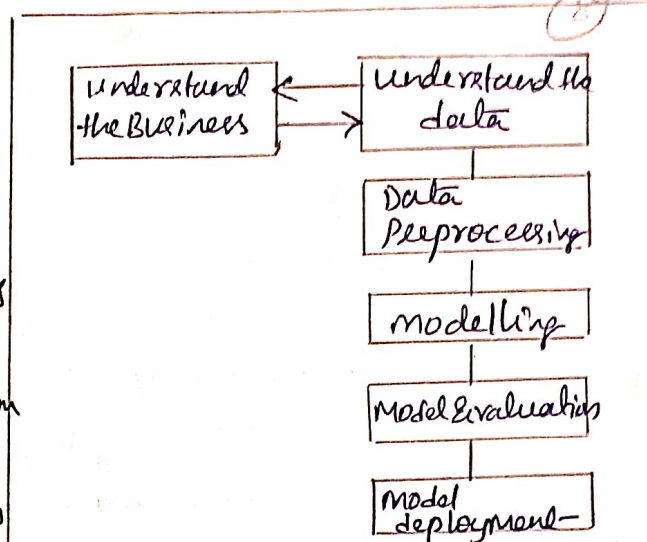 understand
the Business
understand the
data
Data
Preprocessing
Modelling
Model Evaluation
Model
deployment